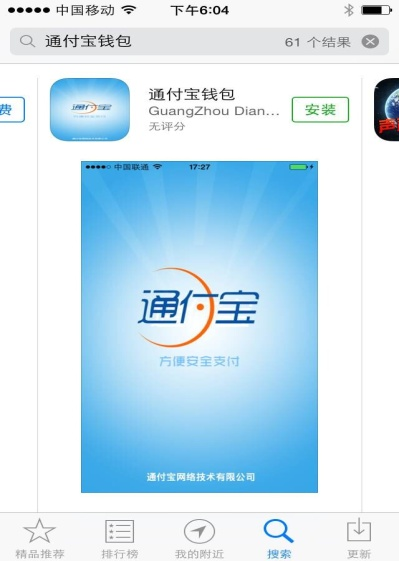 中国移动 下午6:04
通付宝钱包 61 个结果
费
通付宝
通付宝钱包
GuangZhou Dian...
无评分
安装
中国联通 17:27
通付宝
方便安全支付
通付宝网络技术有限公司
精品推荐 排行榜 我的附近 搜索 更新